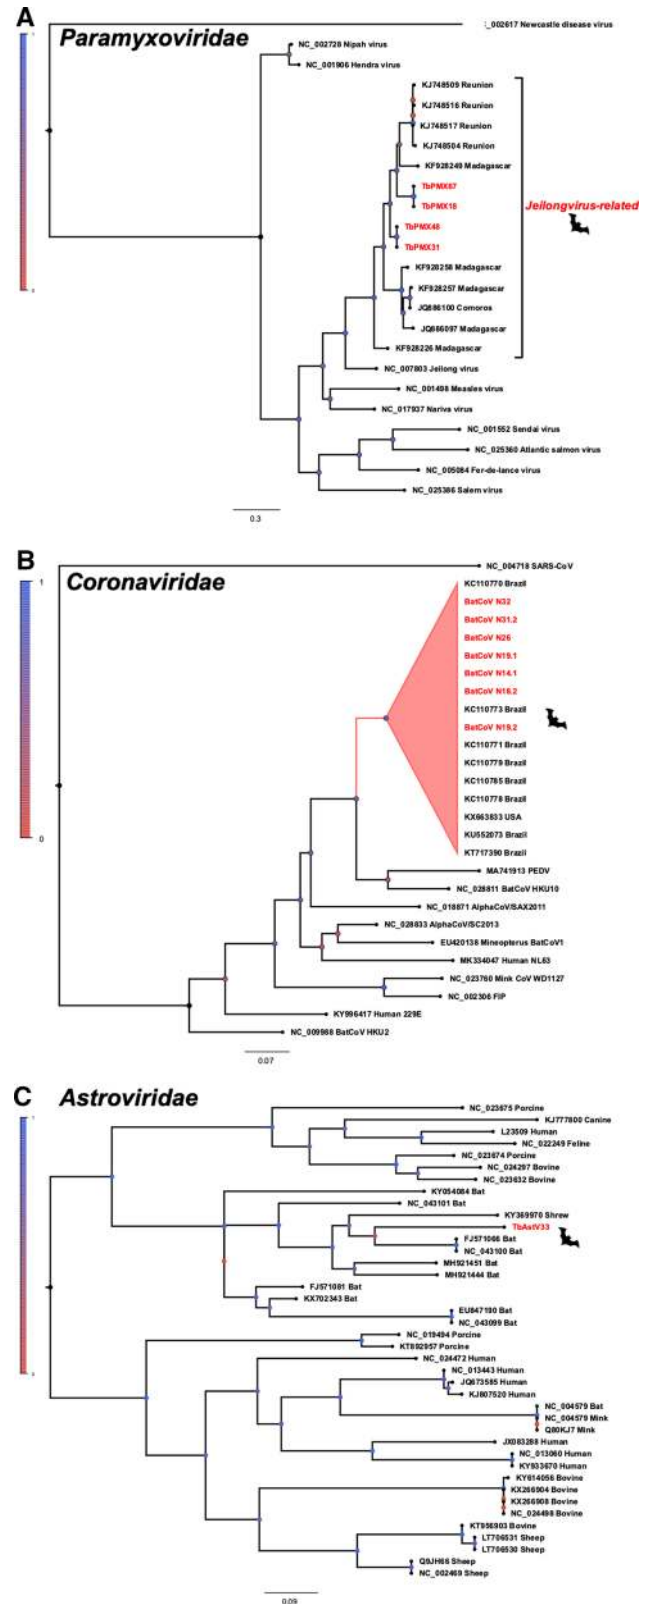 A
Paramyxoviridae
:_002617 Newcastle disease virus
NC_002728 Nipah virus
NC_001906 Hendra virus
KJ748509 Reunion
KJ748516 Reunion
KJ748517 Reunion
KJ748504 Reunion
KF928249 Madagascar
TbPMX87
TbPMX18
Jeilongvirus-related
TbPMX48
TbPMX31
KF928258 Madagascar
KF928257 Madagascar
JQ886100 Comoros
JQ886097 Madagascar
KF928226 Madagascar
NC_007803 Jeilong virus
NC_001498 Measles virus
NC_017937 Nariva virus
NC_001552 Sendai virus
NC_025360 Atlantic salmon virus
NC_005084 Fer-de-lance virus
NC_025386 Salem virus
0.3
B
Coronaviridae
1
0
NC_004718 SARS-CoV
KC110770 Brazil
BatCoV N32
BatCoV N31.2
BatCoV N26
BatCoV N19.1
BatCoV N14.1
BatCoV N18.2
KC110773 Brazil
BatCoV N19.2
KC110771 Brazil
KC110779 Brazil
KC110785 Brazil
KC110778 Brazil
KX663833 USA
KU552073 Brazil
KT717390 Brazil
MA741913 PEDV
NC_028811 BatCoV HKU10
NC_018871 AlphaCoV/SAX2011
NC_028833 AlphaCoV/SC2013
EU420138 Mineopterus BatCoV1
MK334047 Human NL63
NC_023760 Mink CoV WD1127
NC_002306 FIP
KY996417 Human 229E
NC_009988 BatCoV HKU2
0.07
C
Astroviridae
NC_023675 Porcine
KJ777800 Canine
L23509 Human
NC_022249 Feline
NC_023674 Porcine
NC_024297 Bovine
NC_023632 Bovine
KY054084 Bat
NC_043101 Bat
KY369970 Shrew
TbAstV33
FJ571066 Bat
NC_043100 Bat
MH921451 Bat
MH921444 Bat
FJ571081 Bat
KX702343 Bat
EU847190 Bat
NC_043099 Bat
NC_019494 Porcine
KT892957 Porcine
NC_024472 Human
NC_013443 Human
JQ673585 Human
KJ807520 Human
NC_004579 Bat
NC_004579 Mink
Q80KJ7 Mink
JX083288 Human
NC_013060 Human
KY933670 Human
KY614056 Bovine
KX266904 Bovine
KX266908 Bovine
NC_024498 Bovine
KT956903 Bovine
LT706531 Sheep
LT706530 Sheep
Q9JH66 Sheep
NC_002469 Sheep
0.09